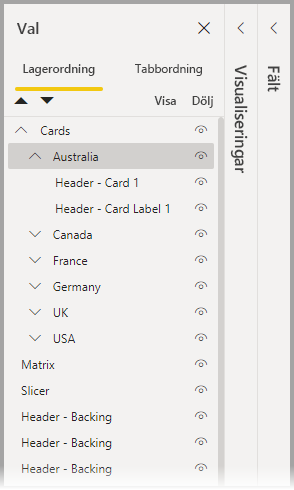 Val
Lagerordning Tabbordning
Visa Dölj
Cards
Australia
Header - Card 1
Header - Card Label 1
Canada
France
Germany
UK
USA
Matrix
Slicer
Header - Backing
Header - Backing
Header - Backing
Visualiseringar
Fält